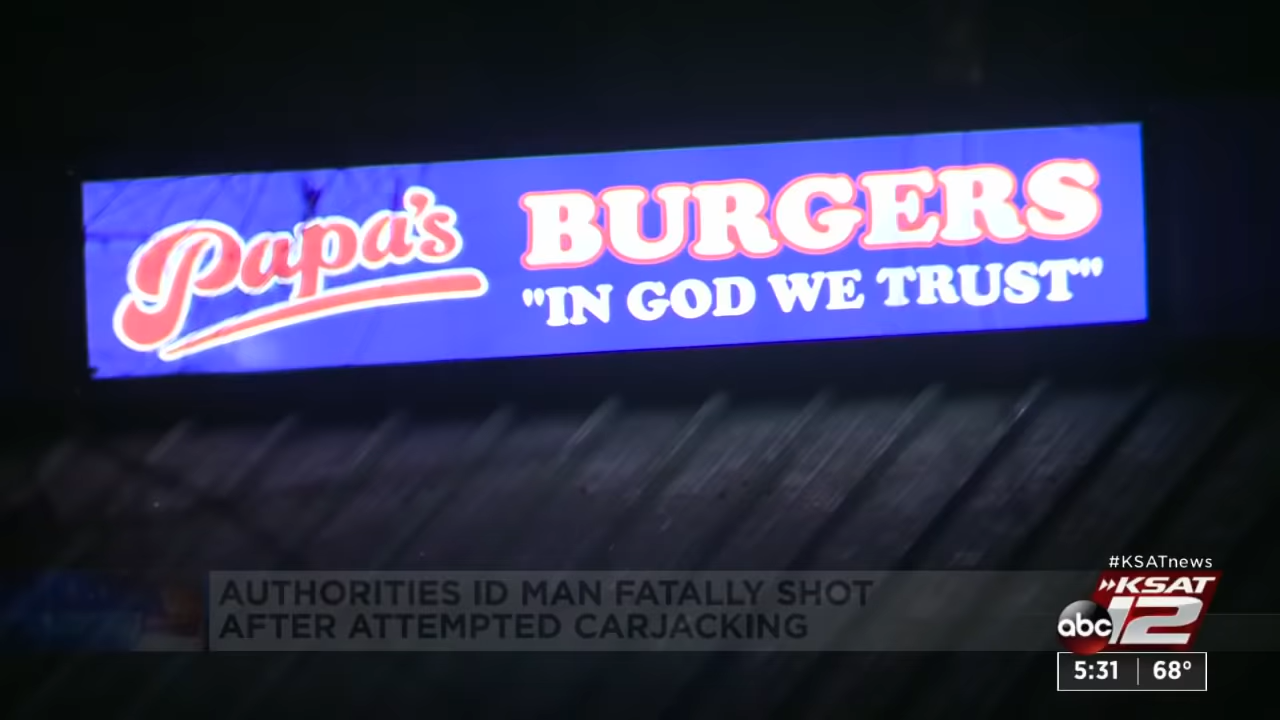 Papa's
BURGERS
"IN GOD WE TRUST"
#KSATnews
KSAT
abc 12
AUTHORITIES ID MAN FATALLY SHOT
AFTER ATTEMPTED CARJACKING
5:31 68°